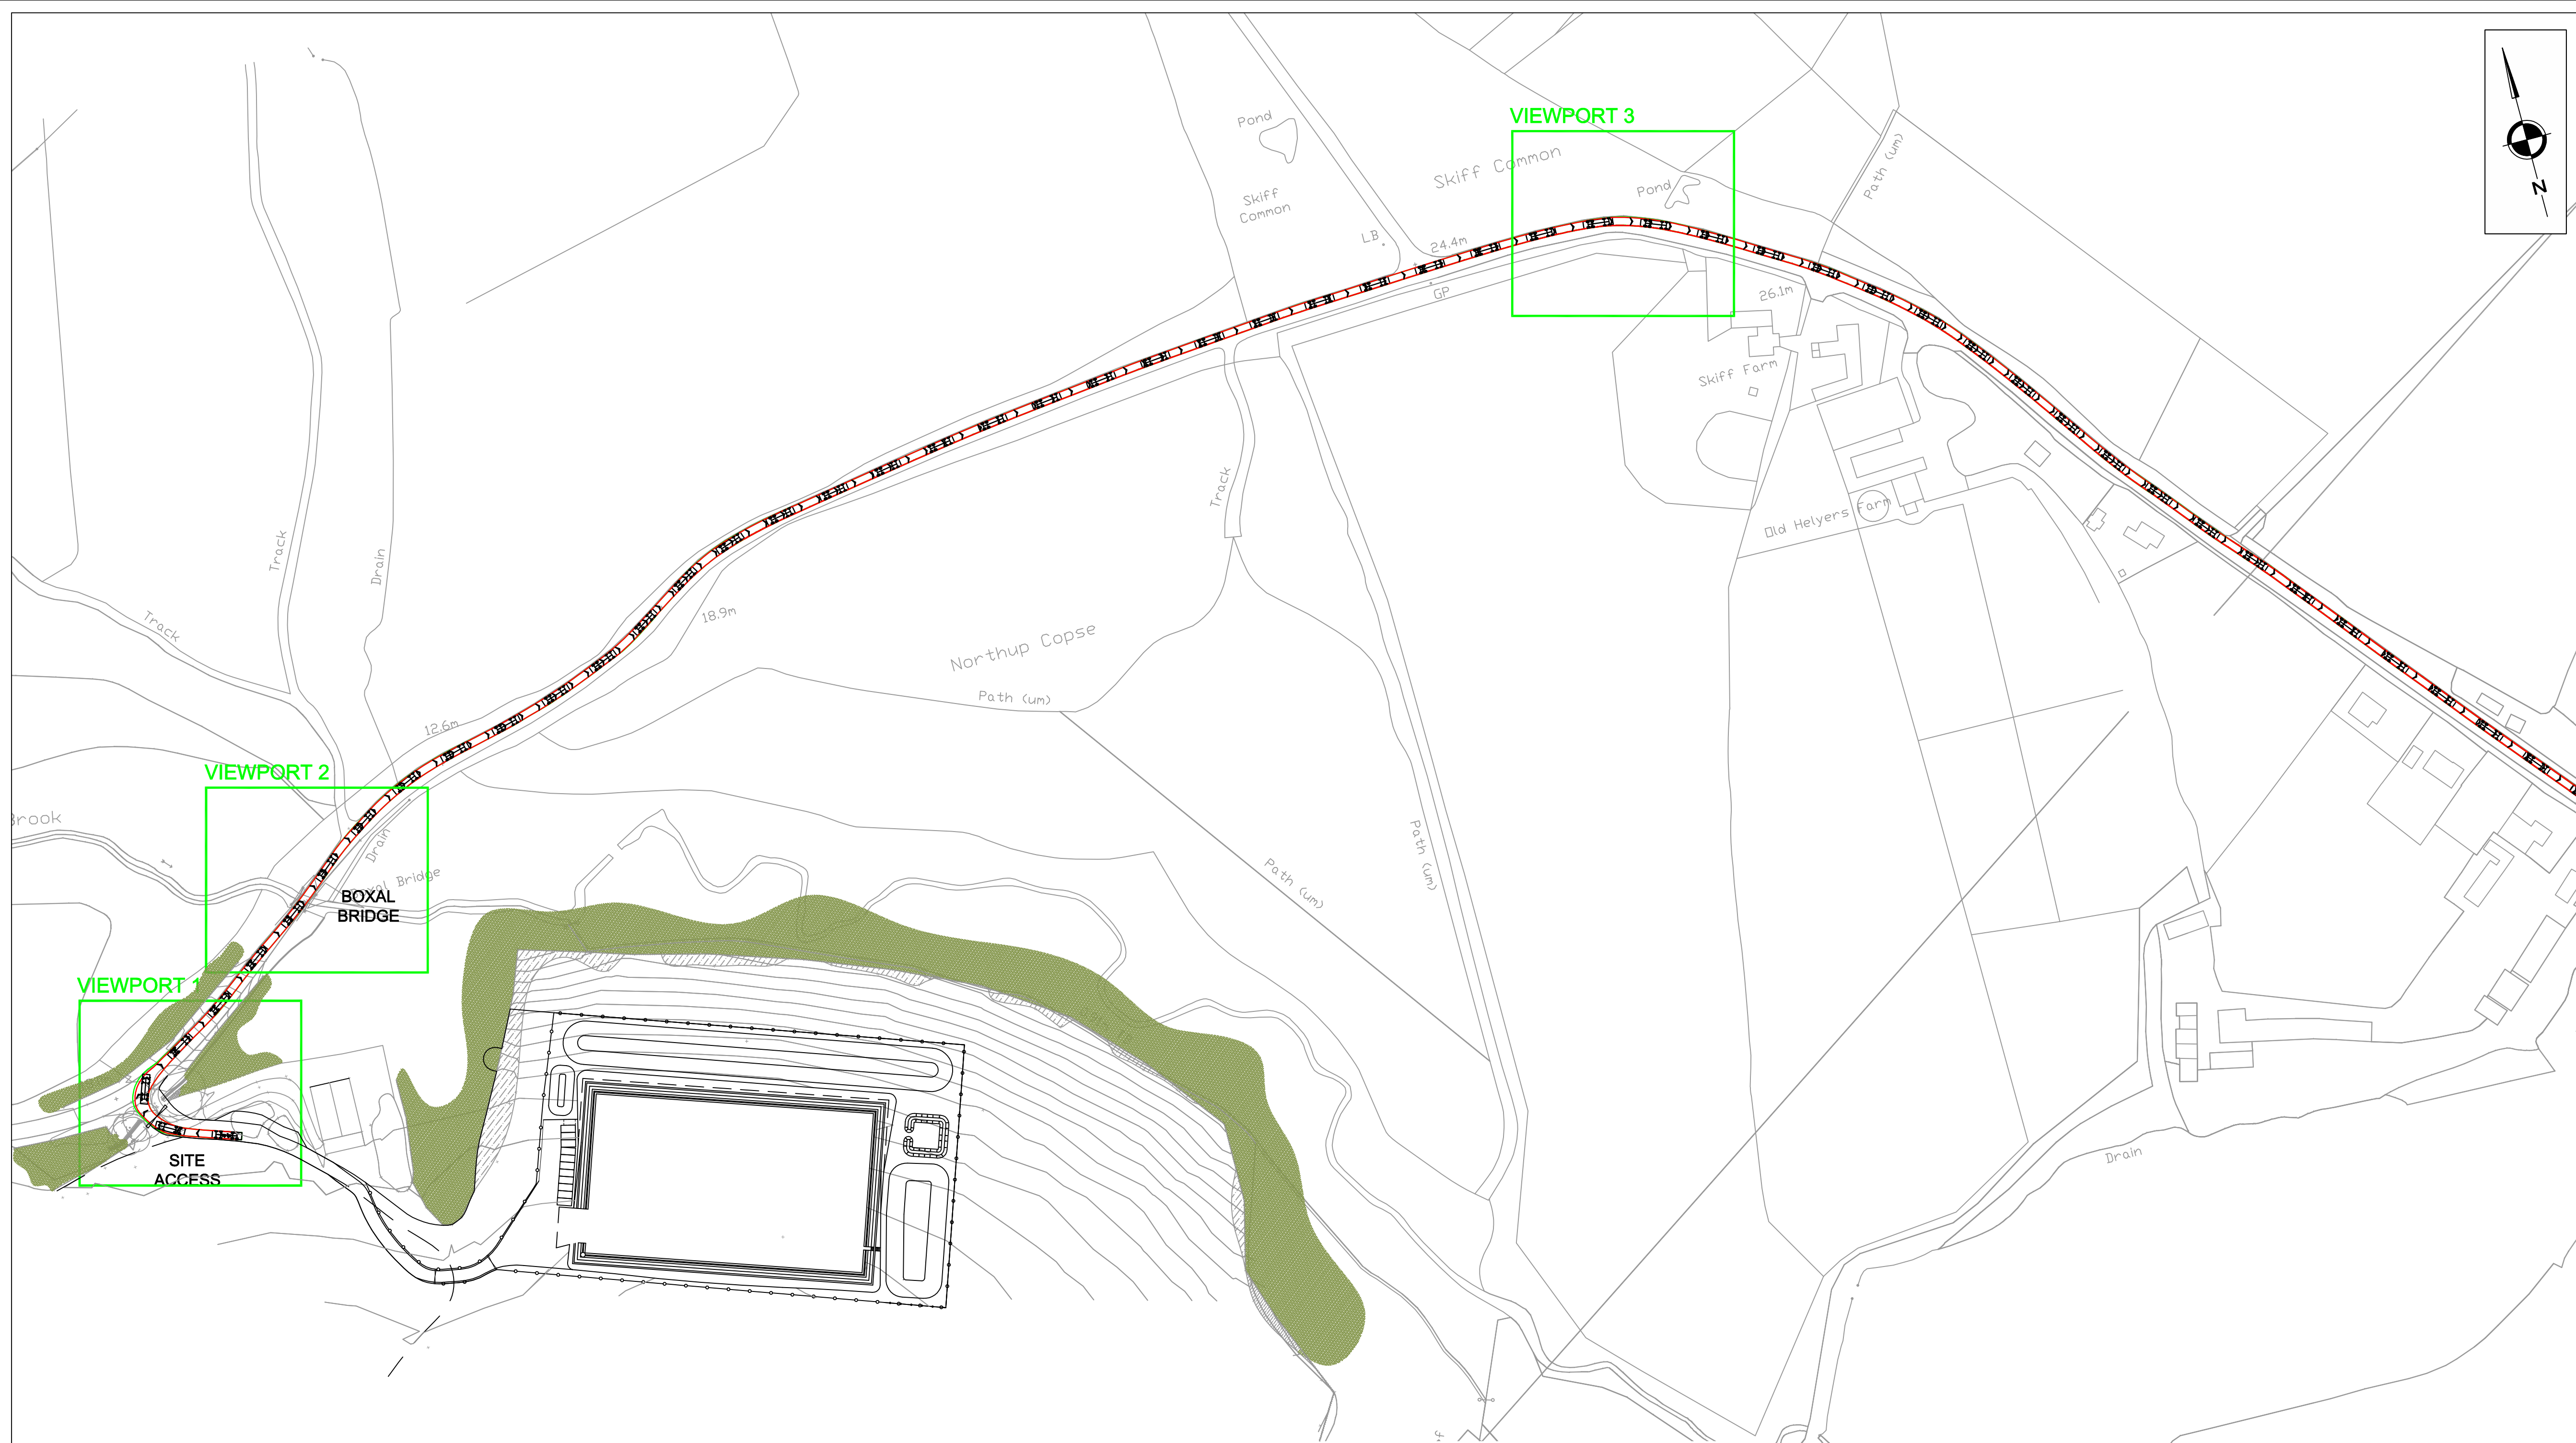 VIEWPORT 3
Pond
Path (um)
Skiff Common
Skiff
Common
Pond
N
LB
24.4m
GP
26.1m
Skiff Farm
Track
Old Helyers Farm
Track
Drain
Track
18.9m
Northup Copse
Path (um)
12.6m
VIEWPORT 2
Brook
Drain
Path (um)
Path (um)
Boxal Bridge
BOXAL
BRIDGE
VIEWPORT 1
SITE
ACCESS
Drain